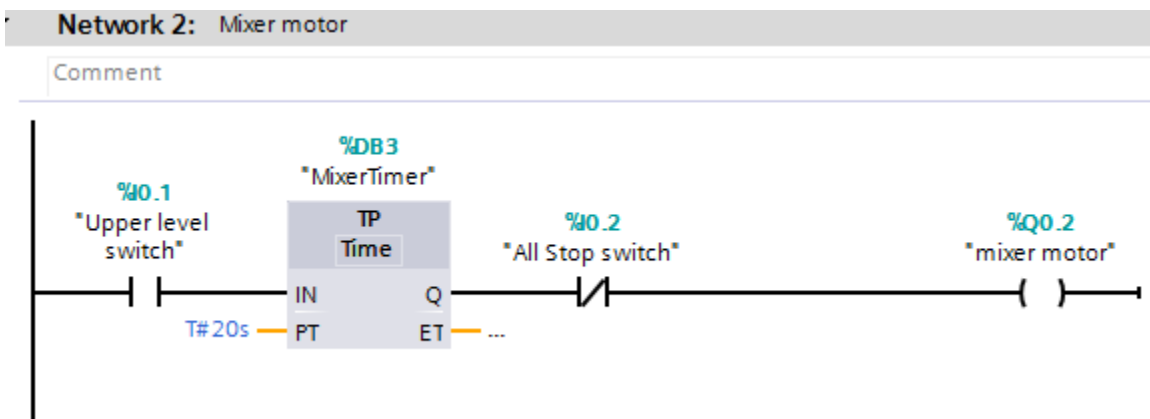 Network 2: Mixer motor
Comment
%DB3
"MixerTimer"
%I0.1
"Upper level
switch"
TP
Time
%I0.2
"All Stop switch"
%Q0.2
"mixer motor"
IN
Q
T#20s
PT
ET
...